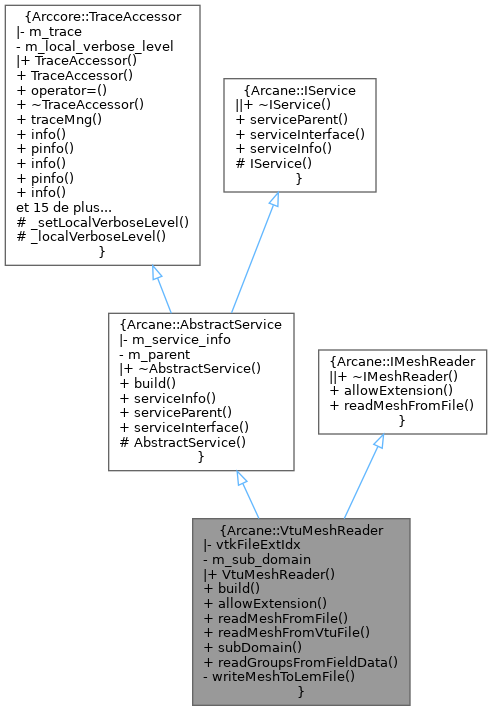 {Arccore::TraceAccessor
|- m_trace
- m_local_verbose_level
|+ TraceAccessor()
+ TraceAccessor()
+ operator=()
+ ~TraceAccessor()
+ traceMng()
+ info()
+ pinfo()
+ info()
+ pinfo()
+ info()
et 15 de plus...
# _setLocalVerboseLevel()
# _localVerboseLevel()
}
{Arcane::IService
||+ ~IService()
+ serviceParent()
+ serviceInterface()
+ serviceInfo()
# IService()
}
{Arcane::AbstractService
|- m_service_info
- m_parent
|+ ~AbstractService()
+ build()
+ serviceInfo()
+ serviceParent()
+ serviceInterface()
# AbstractService()
}
{Arcane::IMeshReader
||+ ~IMeshReader()
+ allowExtension()
+ readMeshFromFile()
}
{Arcane::VtuMeshReader
|- vtkFileExtIdx
- m_sub_domain
|+ VtuMeshReader()
+ build()
+ allowExtension()
+ readMeshFromFile()
+ readMeshFromVtuFile()
+ subDomain()
+ readGroupsFromFieldData()
- writeMeshToLemFile()
}